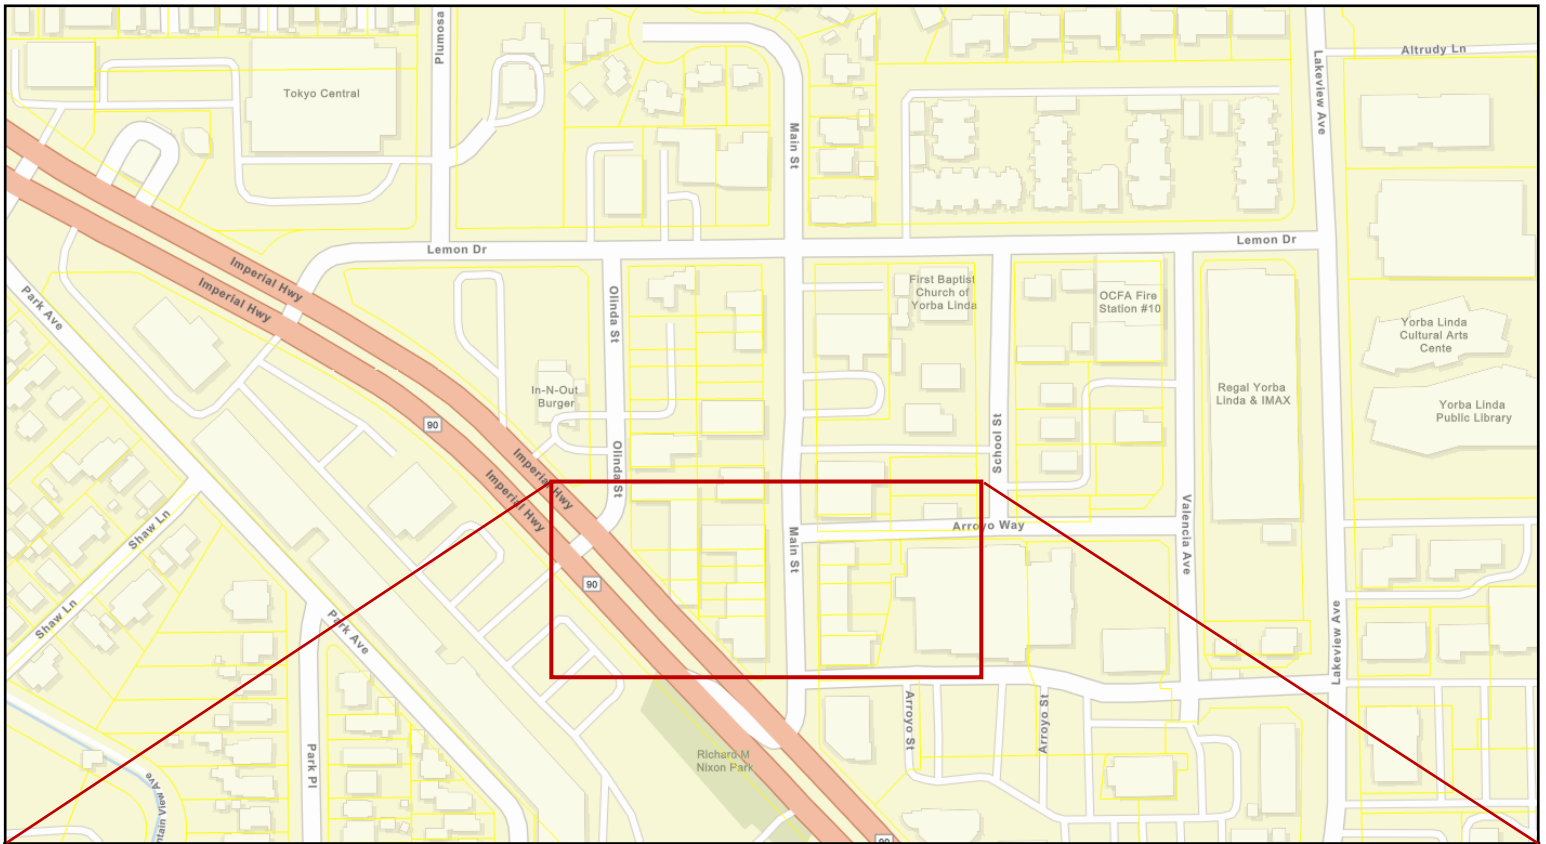 Plumosa
Altrudy Ln
Tokyo Central
Lakeview Ave
Main St
Lemon Dr
Lemon Dr
Imperial Hwy
Imperial Hwy
Park Ave
First Baptist
Church of
Yorba Linda
OCFA Fire
Station #10
Olinda St
Yorba Linda
Cultural Arts
Cente
In-N-Out
Burger
Regal Yorba
Linda & IMAX
Yorba Linda
Public Library
90
School St
Olinda St
Imperial Hwy
Imperial Hwy
Shaw Ln
Arroyo Way
Main St
Valencia Ave
90
Shaw Ln
Park Ave
Lakeview Ave
Arroyo St
Arroyo St
Richard M
Nixon Park
Park Pl
ntain View Ave
90